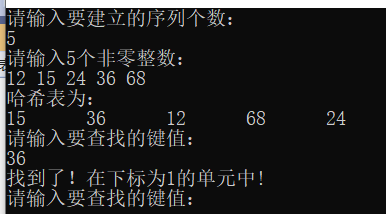 请输入要建立的序列个数：
5
请输入5个非零整数：
12 15 24 36 68
哈希表为：
15 36 12 68 24
请输入要查找的键值：
36
找到了！在下标为1的单元中！
请输入要查找的键值：